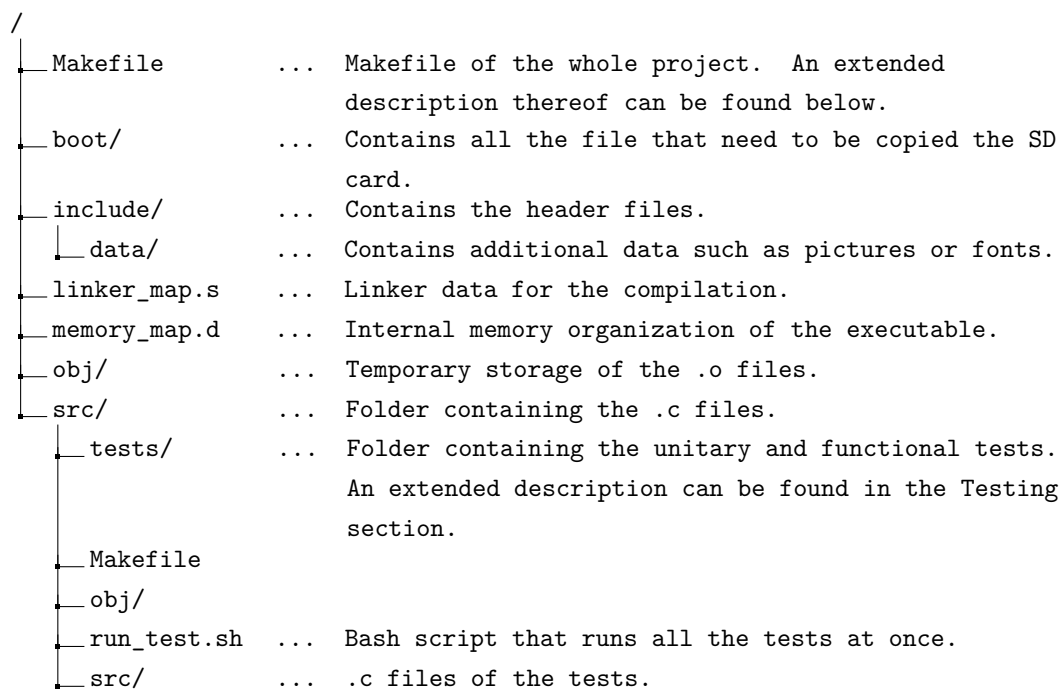 /
Makefile ... Makefile of the whole project. An extended
description thereof can be found below.
boot/ ... Contains all the file that need to be copied the SD
card.
include/ ... Contains the header files.
data/ ... Contains additional data such as pictures or fonts.
linker_map.s ... Linker data for the compilation.
memory_map.d ... Internal memory organization of the executable.
obj/ ... Temporary storage of the .o files.
src/ ... Folder containing the .c files.
tests/ ... Folder containing the unitary and functional tests.
An extended description can be found in the Testing
section.
Makefile
obj/
run_test.sh ... Bash script that runs all the tests at once.
src/ ... .c files of the tests.